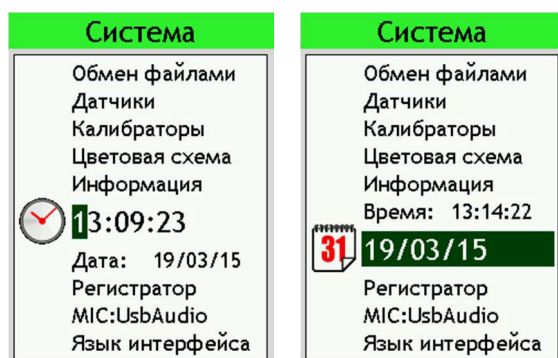 Система
Обмен файлами
Датчики
Калибраторы
Цветовая схема
Информация
13:09:23
Дата: 19/03/15
Регистратор
MIC:UsbAudio
Язык интерфейса
Система
Обмен файлами
Датчики
Калибраторы
Цветовая схема
Информация
Время: 13:14:22
31 19/03/15
Регистратор
MIC:UsbAudio
Язык интерфейса